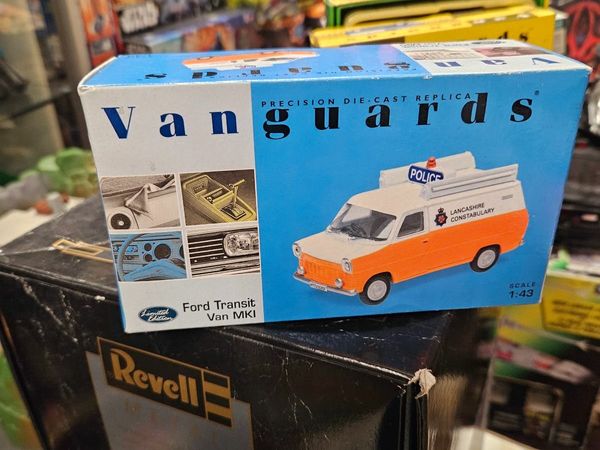 Vanguards
PRECISION DIE-CAST REPLICA
POLICE
LANCASHIRE
CONSTABULARY
SCALE
1:43
Limited
Edition
Ford Transit
Van MKI
Revell